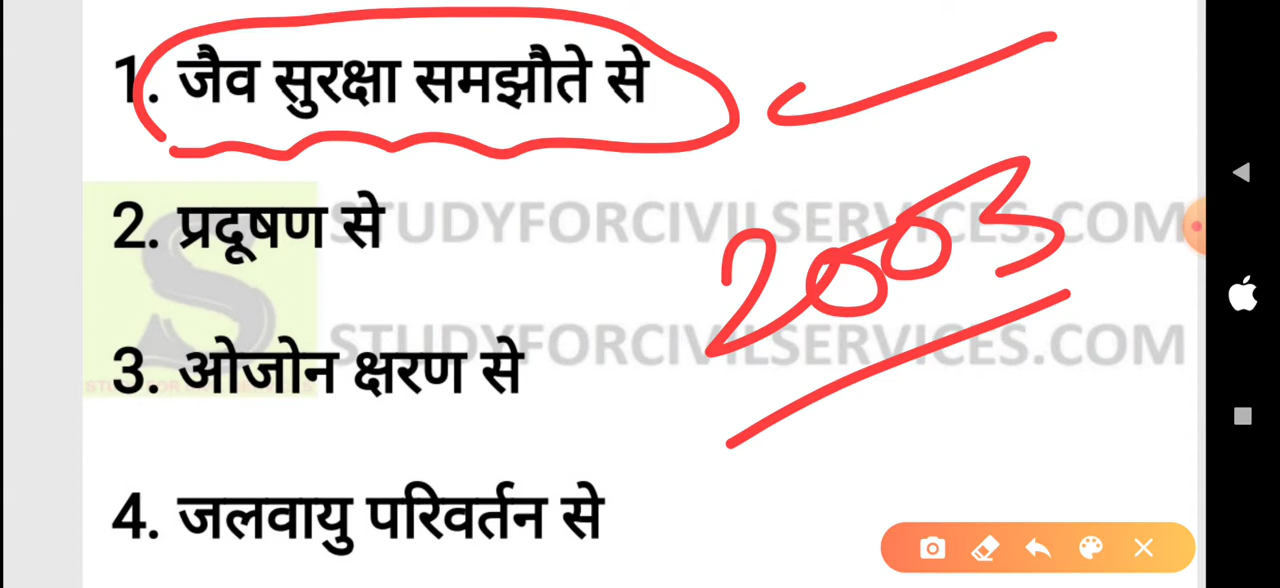 1. जैव सुरक्षा समझौते से
2. प्रदूषण से
STUDYFORCIVILSERVICES.COM
2003
3. ओजोन क्षरण से
STUDYFORCIVILSERVICES.COM
4. जलवायु परिवर्तन से